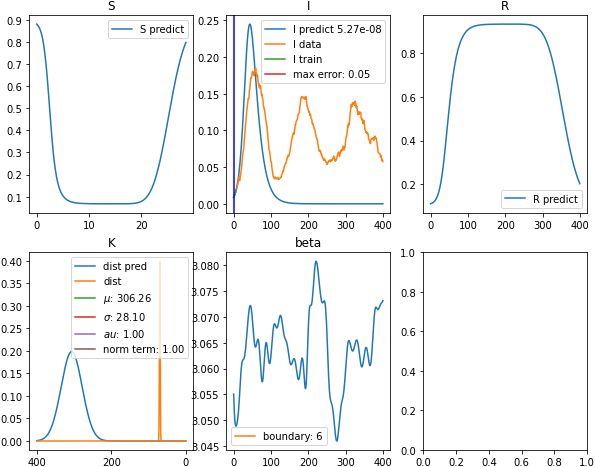 S
0.9
0.8
0.7
0.6
0.5
0.4
0.3
0.2
0.1
0 10 20
S predict
I
0.25
0.20
0.15
0.10
0.05
0.00
0 100 200 300 400
I predict 5.27e-08
I data
I train
max error: 0.05
R
0.8
0.6
0.4
0.2
0 100 200 300 400
R predict
K
0.40
0.35
0.30
0.25
0.20
0.15
0.10
0.05
0.00
400 200 0
dist pred
dist
μ: 306.26
σ: 28.10
au: 1.00
norm term: 1.00
beta
3.080
3.075
3.070
3.065
3.060
3.055
3.050
3.045
0 100 200 300 400
boundary: 6
1.0
0.8
0.6
0.4
0.2
0.0
0.0 0.2 0.4 0.6 0.8 1.0